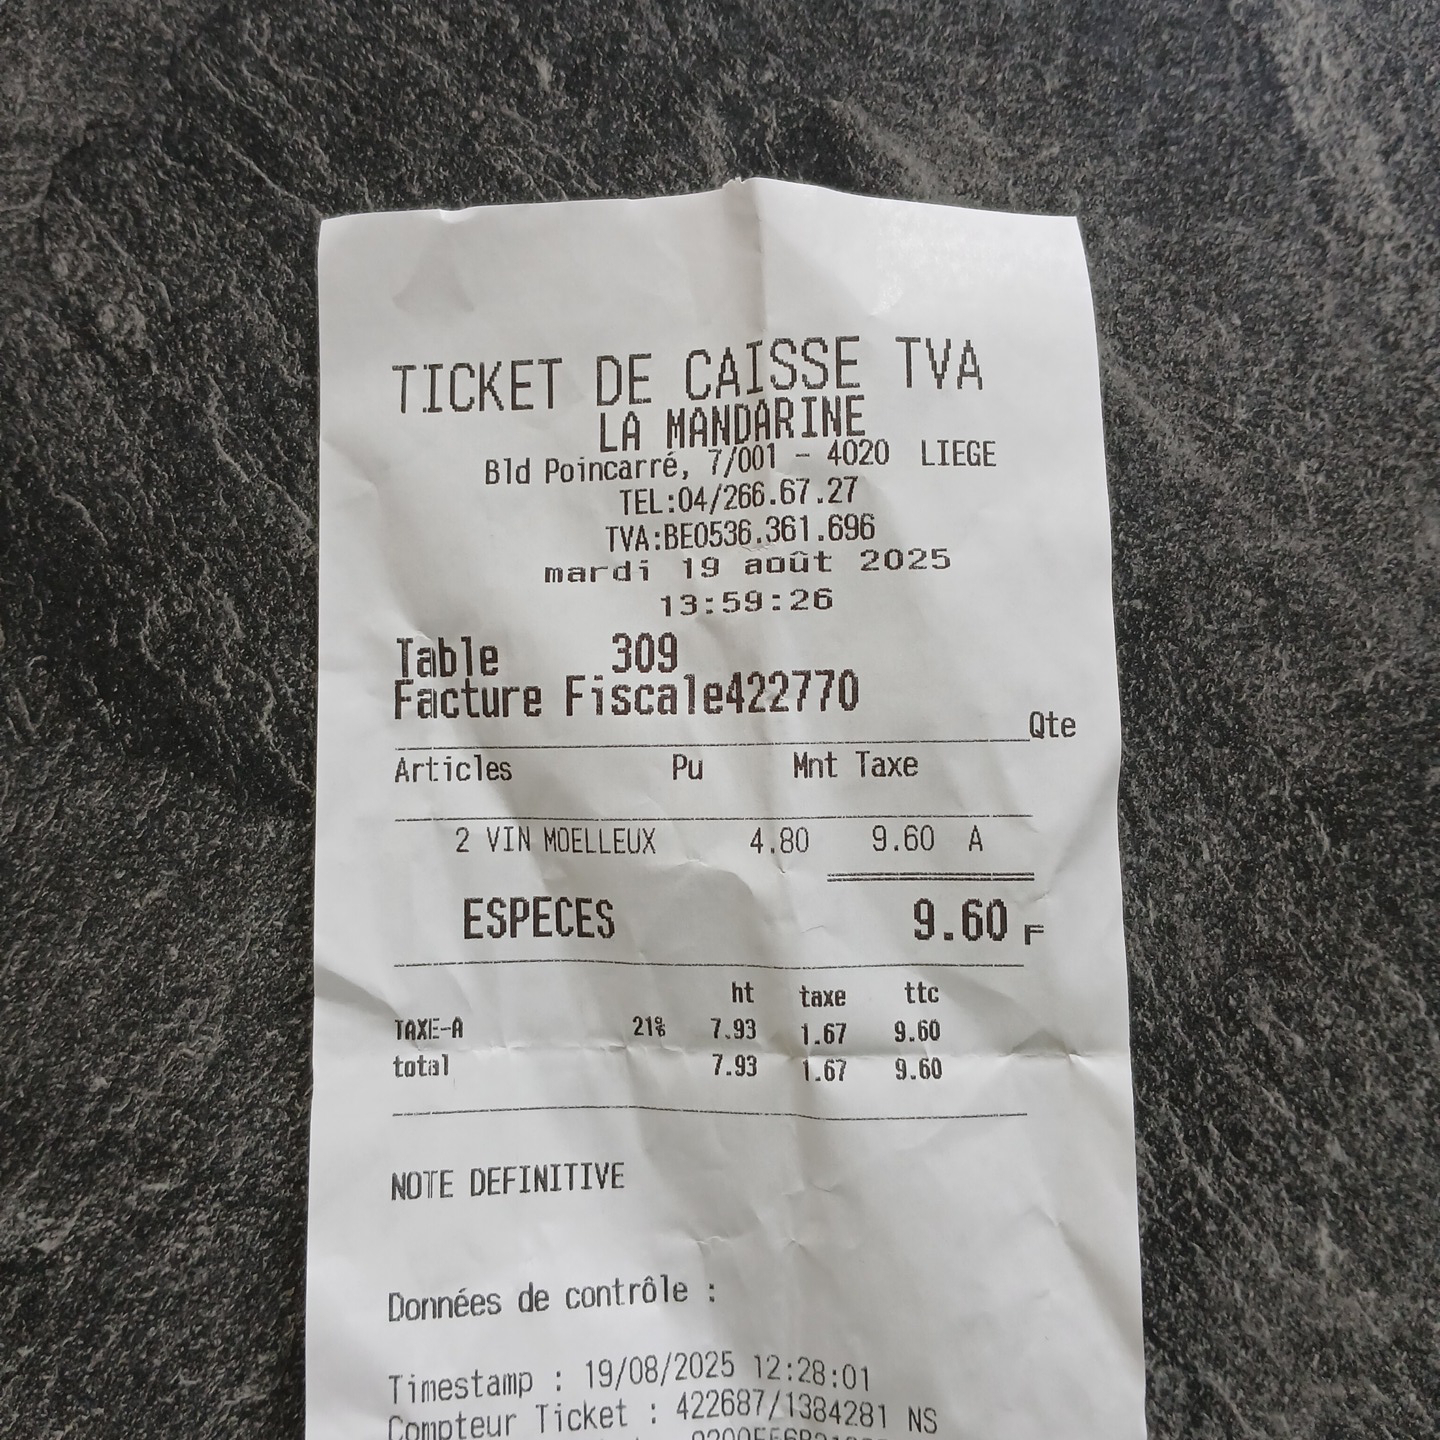 TICKET DE CAISSE TVA
LA MANDARINE
Bld Poincarré, 7/001 - 4020 LIEGE
TEL:04/266.67.27
TVA:BE0536.361.696
mardi 19 août 2025
13:59:26
Table 309
Facture Fiscale422770
Qte
Articles Pu Mnt Taxe
2 VIN MOELLEUX 4.80 9.60 A
ESPECES 9.60 F
ht taxe ttc
TAXE-A 21% 7.93 1.67 9.60
total 7.93 1.67 9.60
NOTE DEFINITIVE
Données de contrôle :
Timestamp : 19/08/2025 12:28:01
Compteur Ticket : 422687/1384281 NS